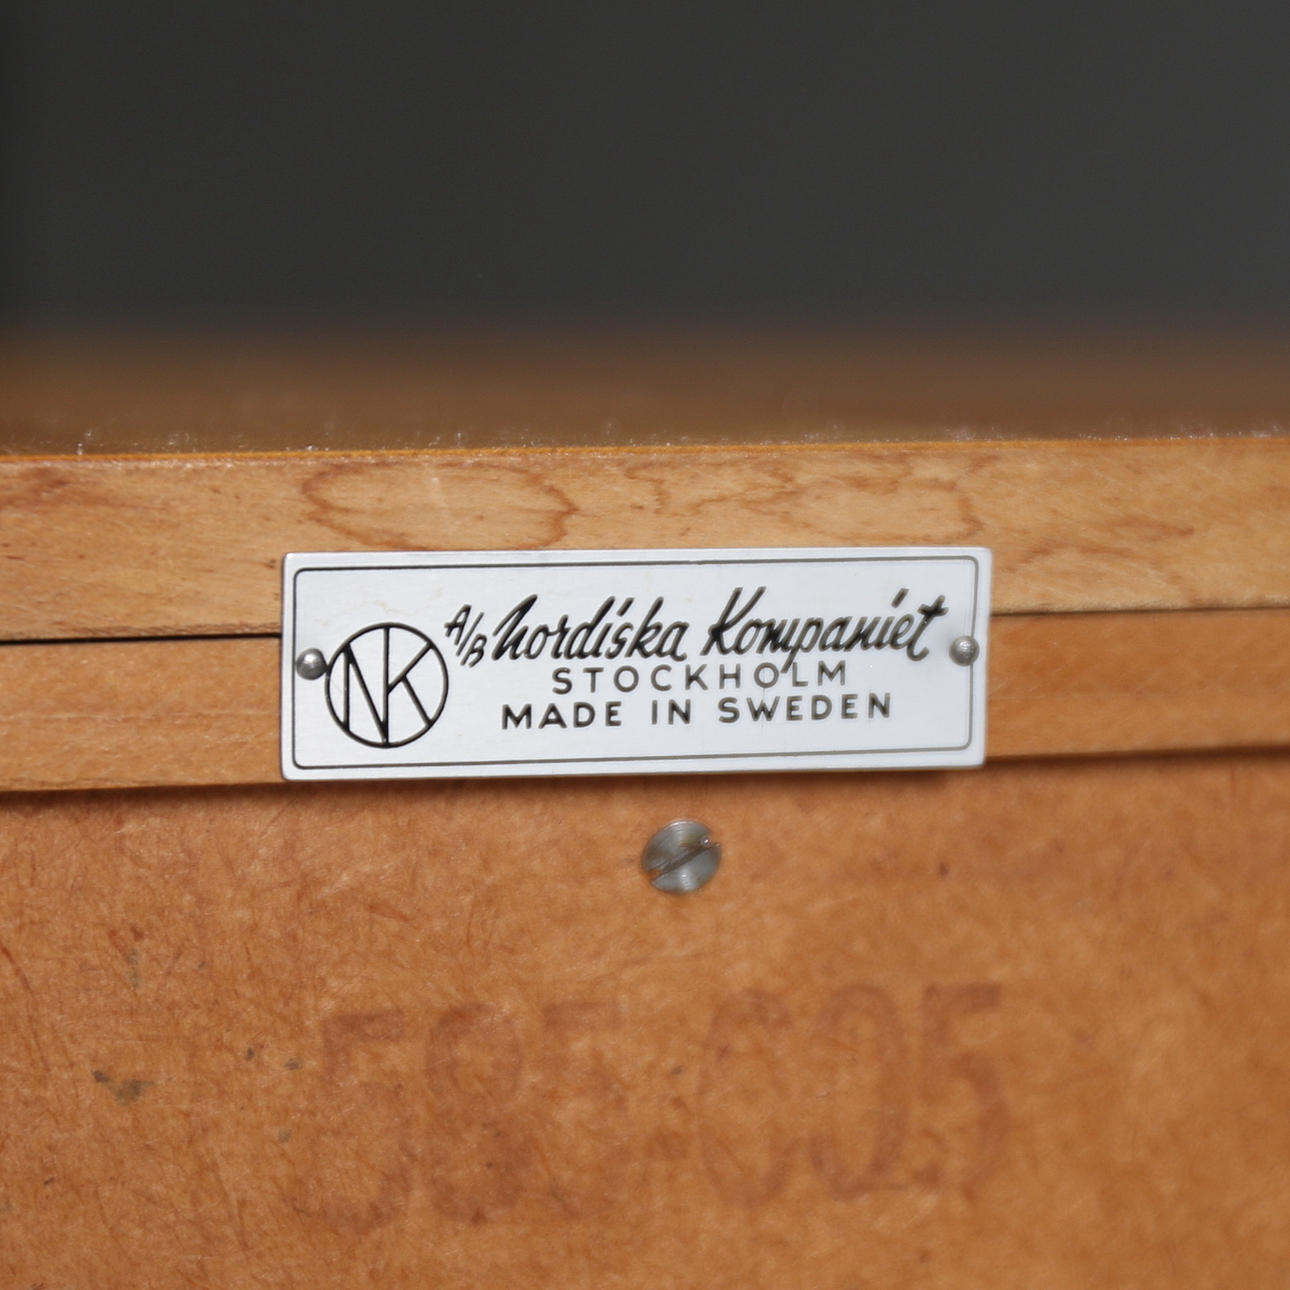 NK
A/B Nordiska Kompaniet
STOCKHOLM
MADE IN SWEDEN